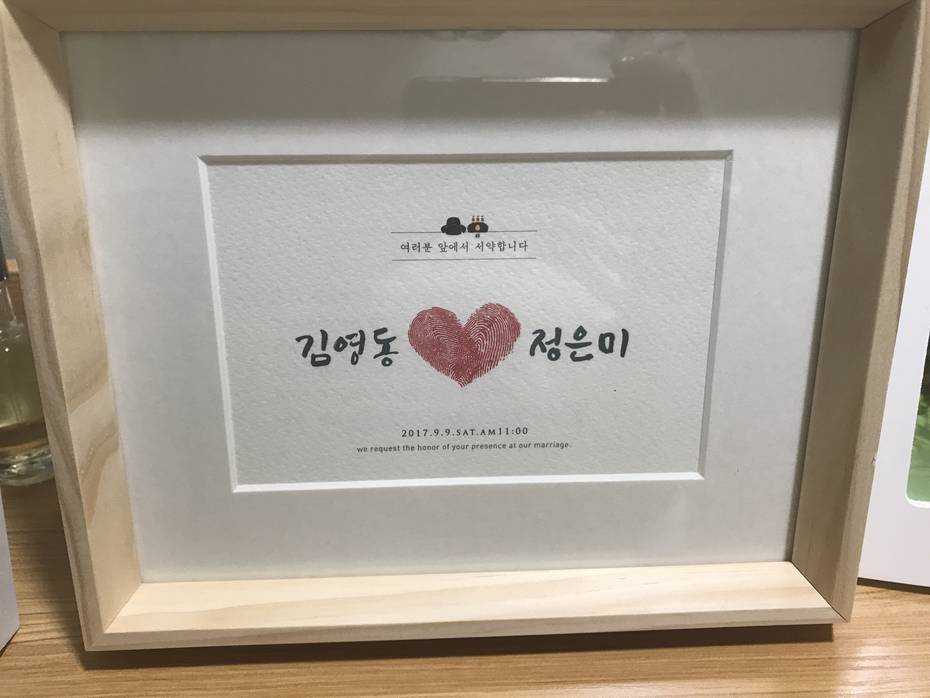 여러분 앞에서 서약합니다
김영동 정은미
2017.9.9.SAT.AM11:00
we request the honor of your presence at our marriage.